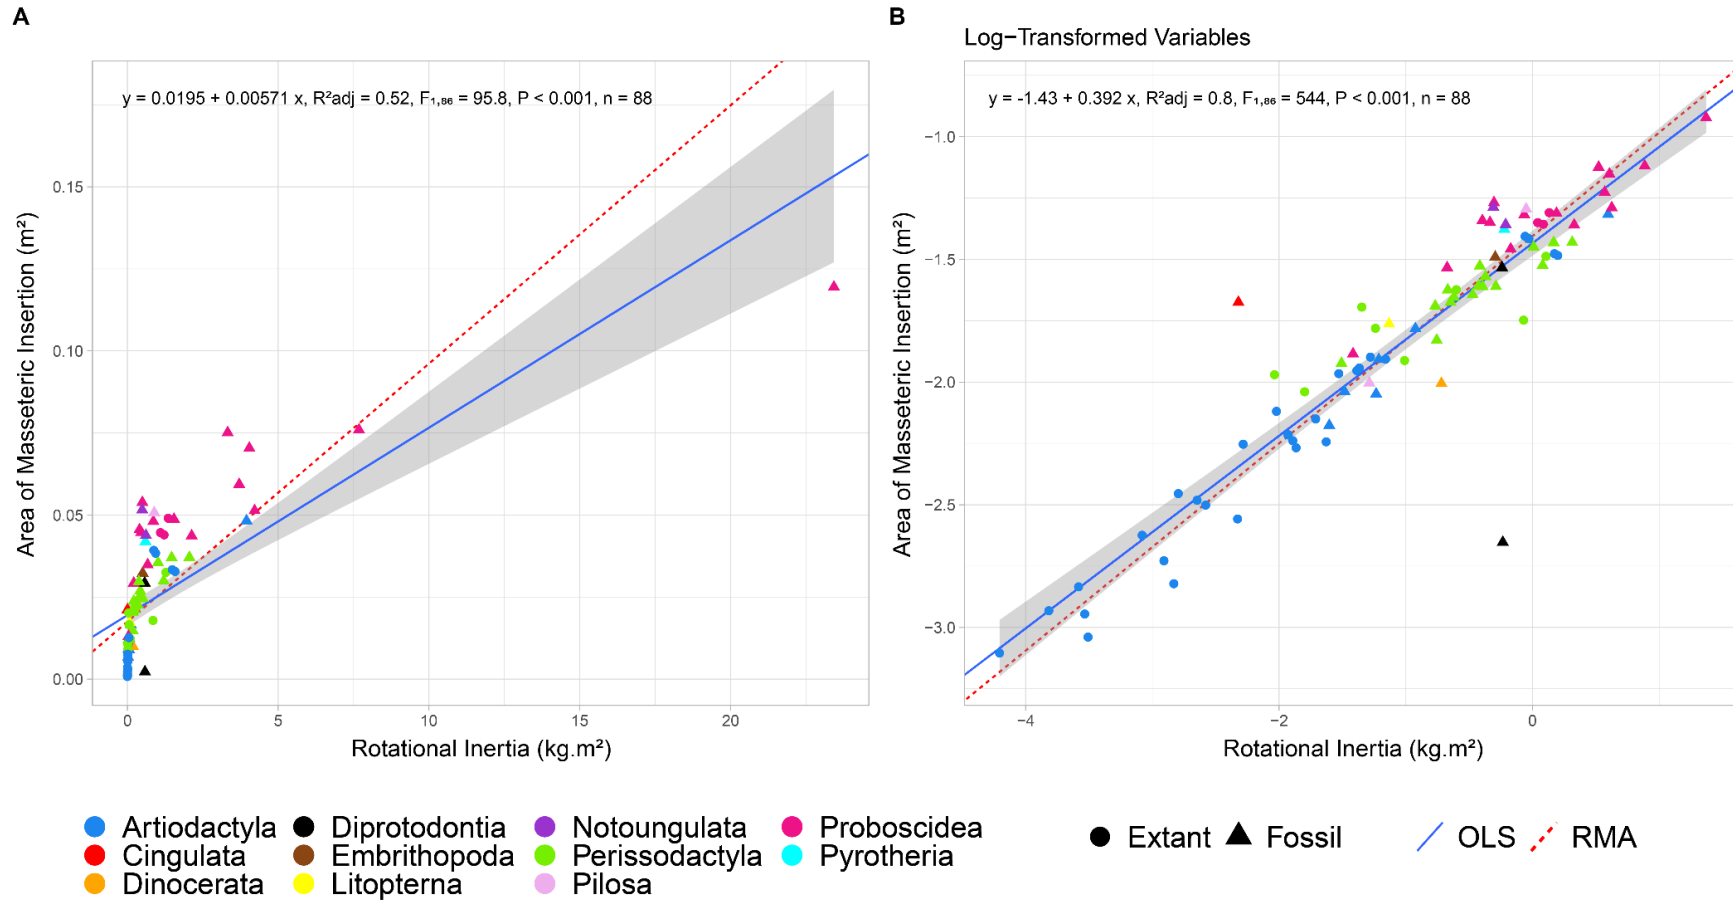 A
y = 0.0195 + 0.00571 x, R²adj = 0.52, F₁,₈₆ = 95.8, P < 0.001, n = 88
Area of Masseteric Insertion (m²)
0.15
0.10
0.05
0.00
0 5 10 15 20
Rotational Inertia (kg.m²)
B
Log−Transformed Variables
y = -1.43 + 0.392 x, R²adj = 0.8, F₁,₈₆ = 544, P < 0.001, n = 88
Area of Masseteric Insertion (m²)
−1.0
−1.5
−2.0
−2.5
−3.0
−4 −2 0
Rotational Inertia (kg.m²)
Artiodactyla Diprotodontia Notoungulata Proboscidea
Cingulata Embrithopoda Perissodactyla Pyrotheria
Dinocerata Litopterna Pilosa
Extant Fossil OLS RMA